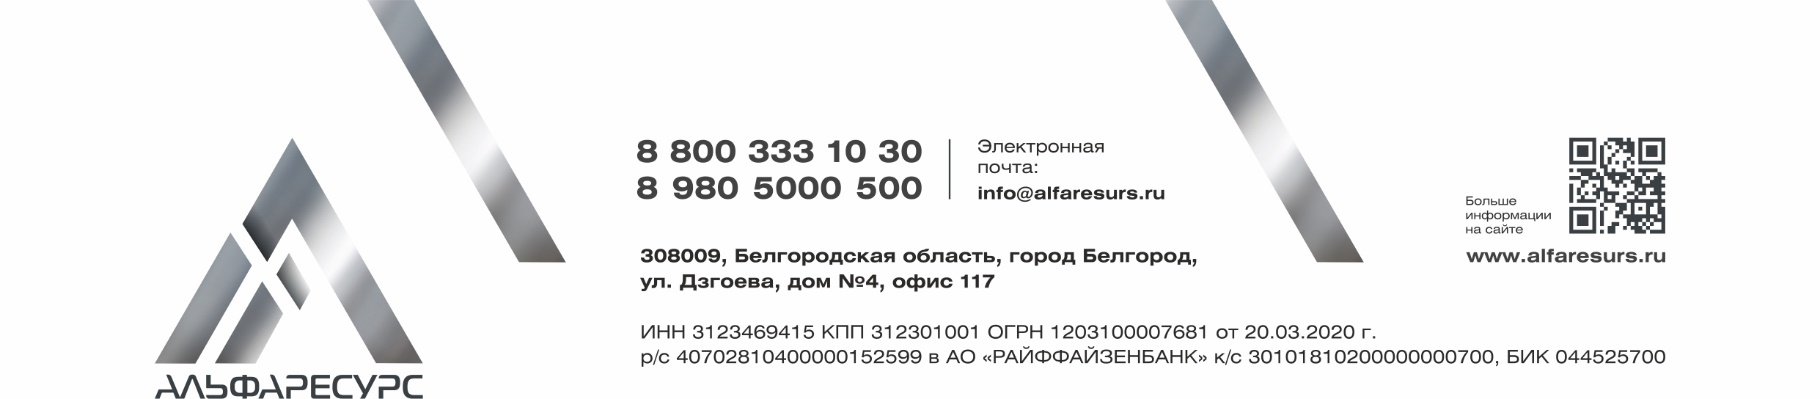 АЛЬФАРЕСУРС
8 800 333 10 30
8 980 5000 500
Электронная
почта:
info@alfaresurs.ru
308009, Белгородская область, город Белгород,
ул. Дзгоева, дом №4, офис 117
ИНН 3123469415 КПП 312301001 ОГРН 1203100007681 от 20.03.2020 г.
р/с 40702810400000152599 в АО «РАЙФФАЙЗЕНБАНК» к/с 30101810200000000700, БИК 044525700
Больше
информации
на сайте
www.alfaresurs.ru